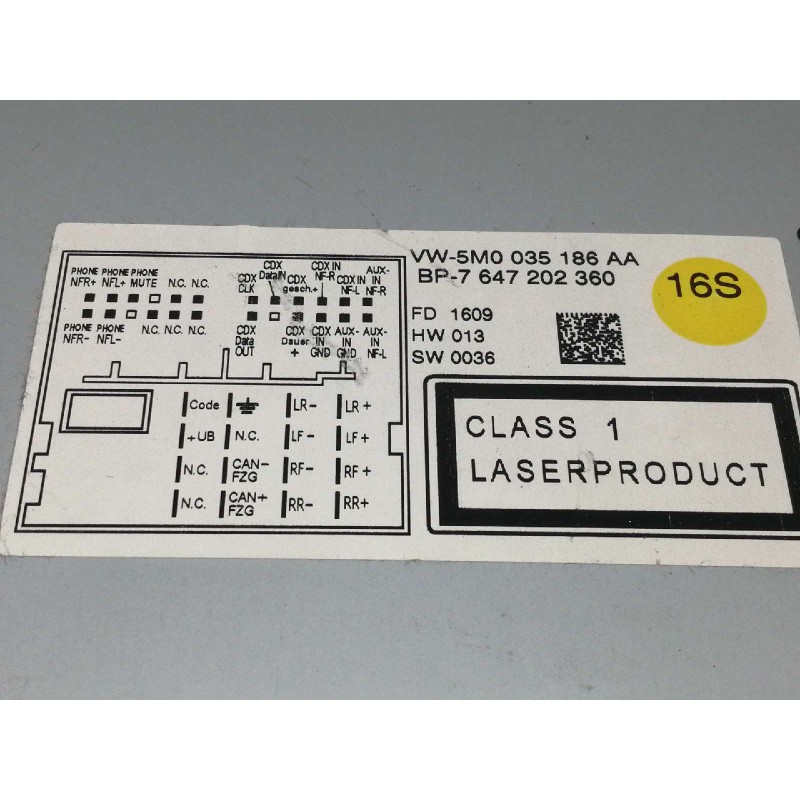 VW-5M0 035 186 AA
BP-7 647 202 360
16S
FD 1609
HW 013
SW 0036
CLASS 1
LASERPRODUCT
PHONE PHONE PHONE
NFR+ NFL+ MUTE N.C. N.C.
PHONE PHONE N.C. N.C. N.C.
NFR- NFL-
CDX CDX IN AUX-
CDX DataIN CDX NF-R CDX IN IN
CLK gesch.+ NF-L NF-R
CDX CDX CDX AUX- AUX-
Data Dauer IN IN IN
OUT + GND GND NF-L
Code LR- LR+
+UB N.C. LF- LF+
N.C. CAN- FZG RF- RF+
N.C. CAN+ FZG RR- RR+